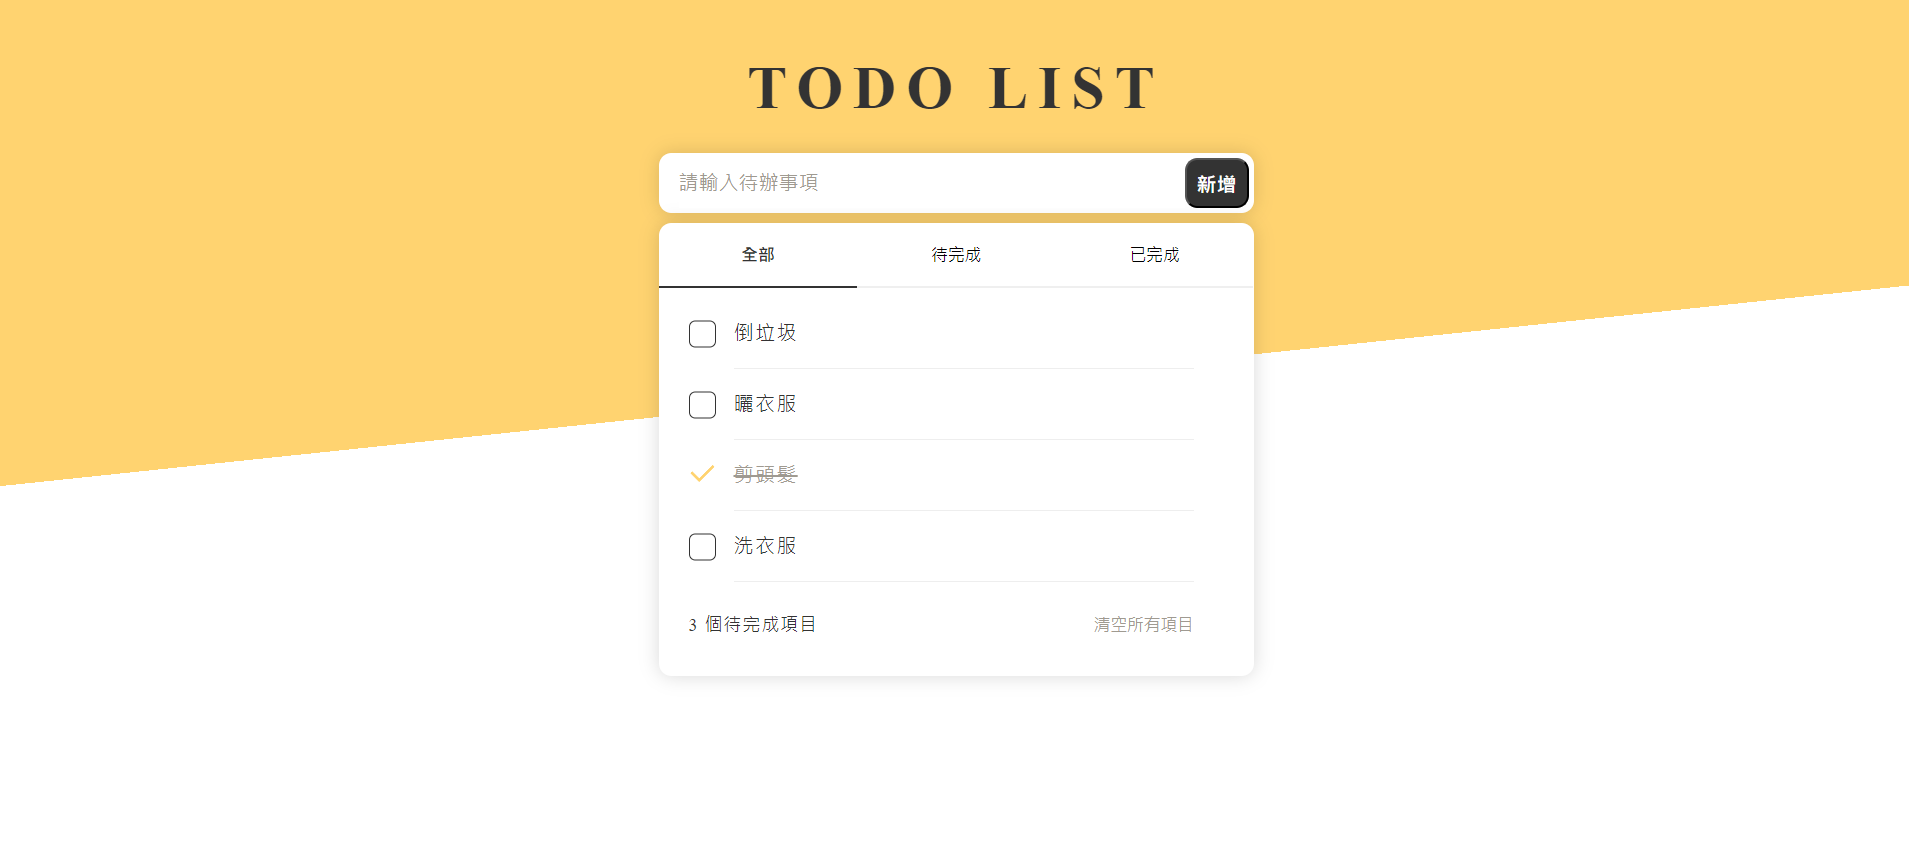 TODO LIST
請輸入待辦事項 新增
全部 待完成 已完成
倒垃圾
曬衣服
剪頭髮
洗衣服
3 個待完成項目 清空所有項目